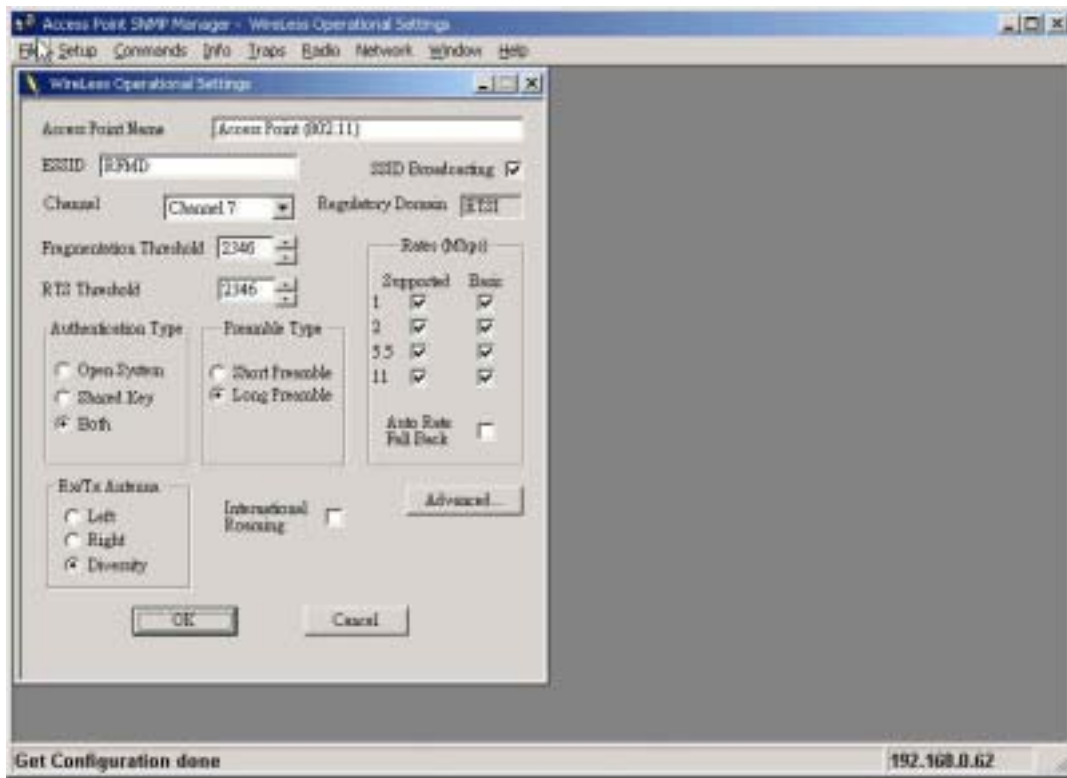 Access Point SNMP Manager - WireLess Operational Settings
File Setup Commands Info Traps Radio Network Window Help
WireLess Operational Settings
Access Point Name Access Point (802.11)
ESSID RFMD SSID Broadcasting
Channel Channel 7 Regulatory Domain ETSI
Fragmentation Threshold 2346 Rates (Mbps)
RTS Threshold 2346 Supported Basic
1
Authentication Type Preamble Type 2
5.5
Open System Short Preamble 11
Shared Key Long Preamble
Both Auto Rate
Fall Back
Rx/Tx Antenna Advanced...
Left International
Roaming
Right
Diversity
OK Cancel
Get Configuration done 192.168.0.62